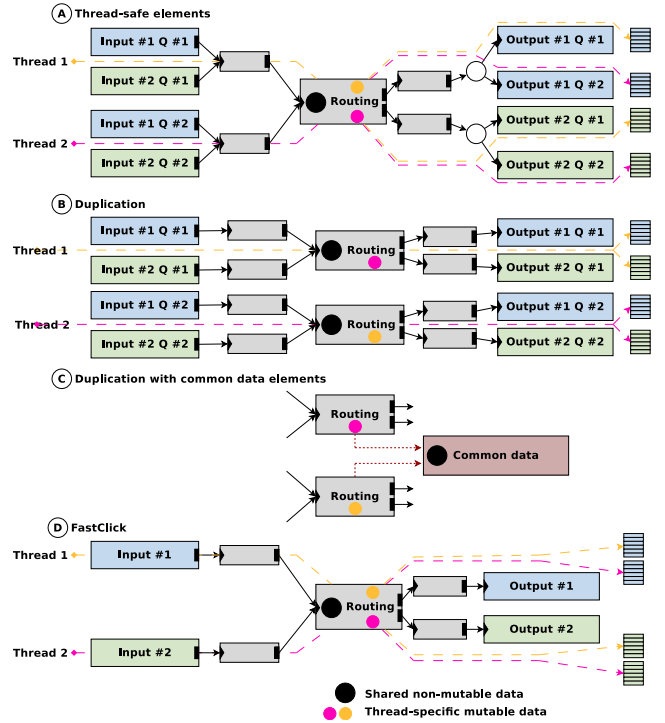 A Thread-safe elements
Input #1 Q #1
Output #1 Q #1
Thread 1
Input #2 Q #1
Output #1 Q #2
Input #1 Q #2
Routing
Output #2 Q #1
Thread 2
Input #2 Q #2
Output #2 Q #2
B Duplication
Input #1 Q #1
Output #1 Q #1
Thread 1
Routing
Input #2 Q #1
Output #2 Q #1
Input #1 Q #2
Output #1 Q #2
Thread 2
Routing
Input #2 Q #2
Output #2 Q #2
C Duplication with common data elements
Routing
Common data
Routing
D FastClick
Thread 1
Input #1
Output #1
Routing
Output #2
Thread 2
Input #2
Shared non-mutable data
Thread-specific mutable data